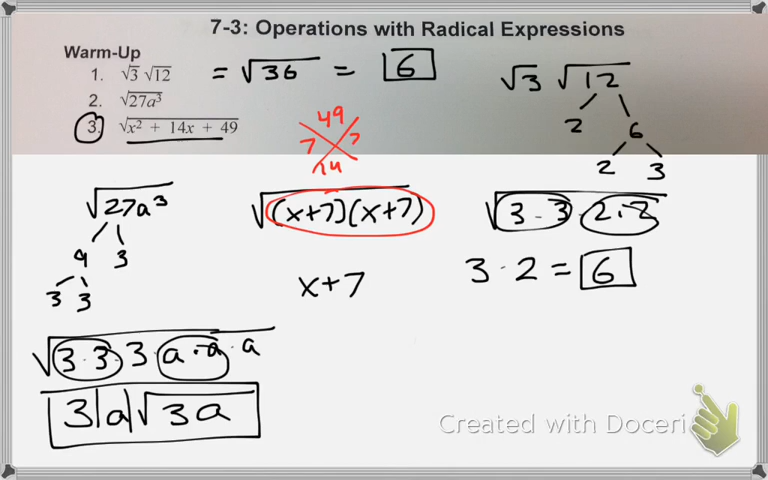 7-3: Operations with Radical Expressions
Warm-Up
1. √3 √12 = √36 = 6
2. √27a³
3. √x² + 14x + 49
49
7 7
14
√3 √12
2 6
2 3
√27a³
9 3
3 3
√3·3·3·a·a·a
3|a|√3a
√(x+7)(x+7)
x+7
√3·3·2·2
3·2 = 6
Created with Doceri